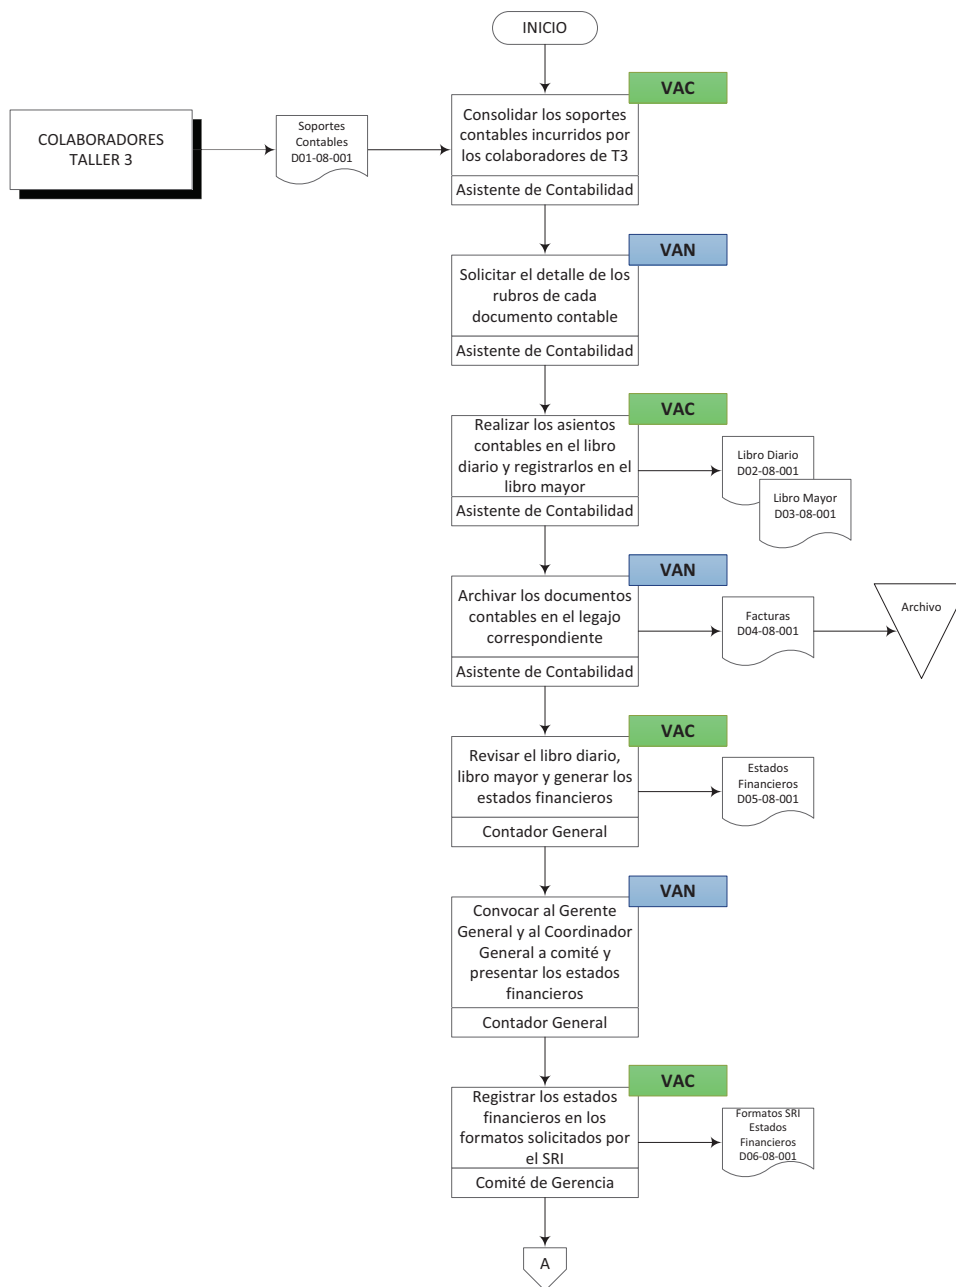 INICIO
VAC
COLABORADORES
TALLER 3
Soportes
Contables
D01-08-001
Consolidar los soportes
contables incurridos por
los colaboradores de T3
Asistente de Contabilidad
VAN
Solicitar el detalle de los
rubros de cada
documento contable
Asistente de Contabilidad
VAC
Realizar los asientos
contables en el libro
diario y registrarlos en el
libro mayor
Asistente de Contabilidad
Libro Diario
D02-08-001
Libro Mayor
D03-08-001
VAN
Archivar los documentos
contables en el legajo
correspondiente
Asistente de Contabilidad
Facturas
D04-08-001
Archivo
VAC
Revisar el libro diario,
libro mayor y generar los
estados financieros
Contador General
Estados
Financieros
D05-08-001
VAN
Convocar al Gerente
General y al Coordinador
General a comité y
presentar los estados
financieros
Contador General
VAC
Registrar los estados
financieros en los
formatos solicitados por
el SRI
Comité de Gerencia
Formatos SRI
Estados
Financieros
D06-08-001
A